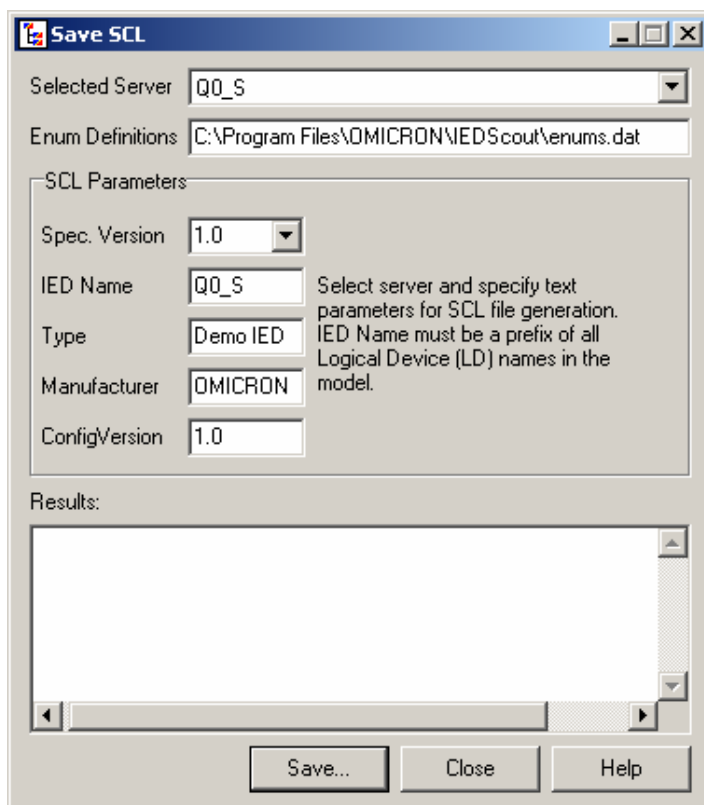 Save SCL
Selected Server Q0_S
Enum Definitions C:\Program Files\OMICRON\IEDScout\enums.dat
SCL Parameters
Spec. Version 1.0
IED Name Q0_S
Type Demo IED
Manufacturer OMICRON
ConfigVersion 1.0
Select server and specify text
parameters for SCL file generation.
IED Name must be a prefix of all
Logical Device (LD) names in the
model.
Results:
Save... Close Help